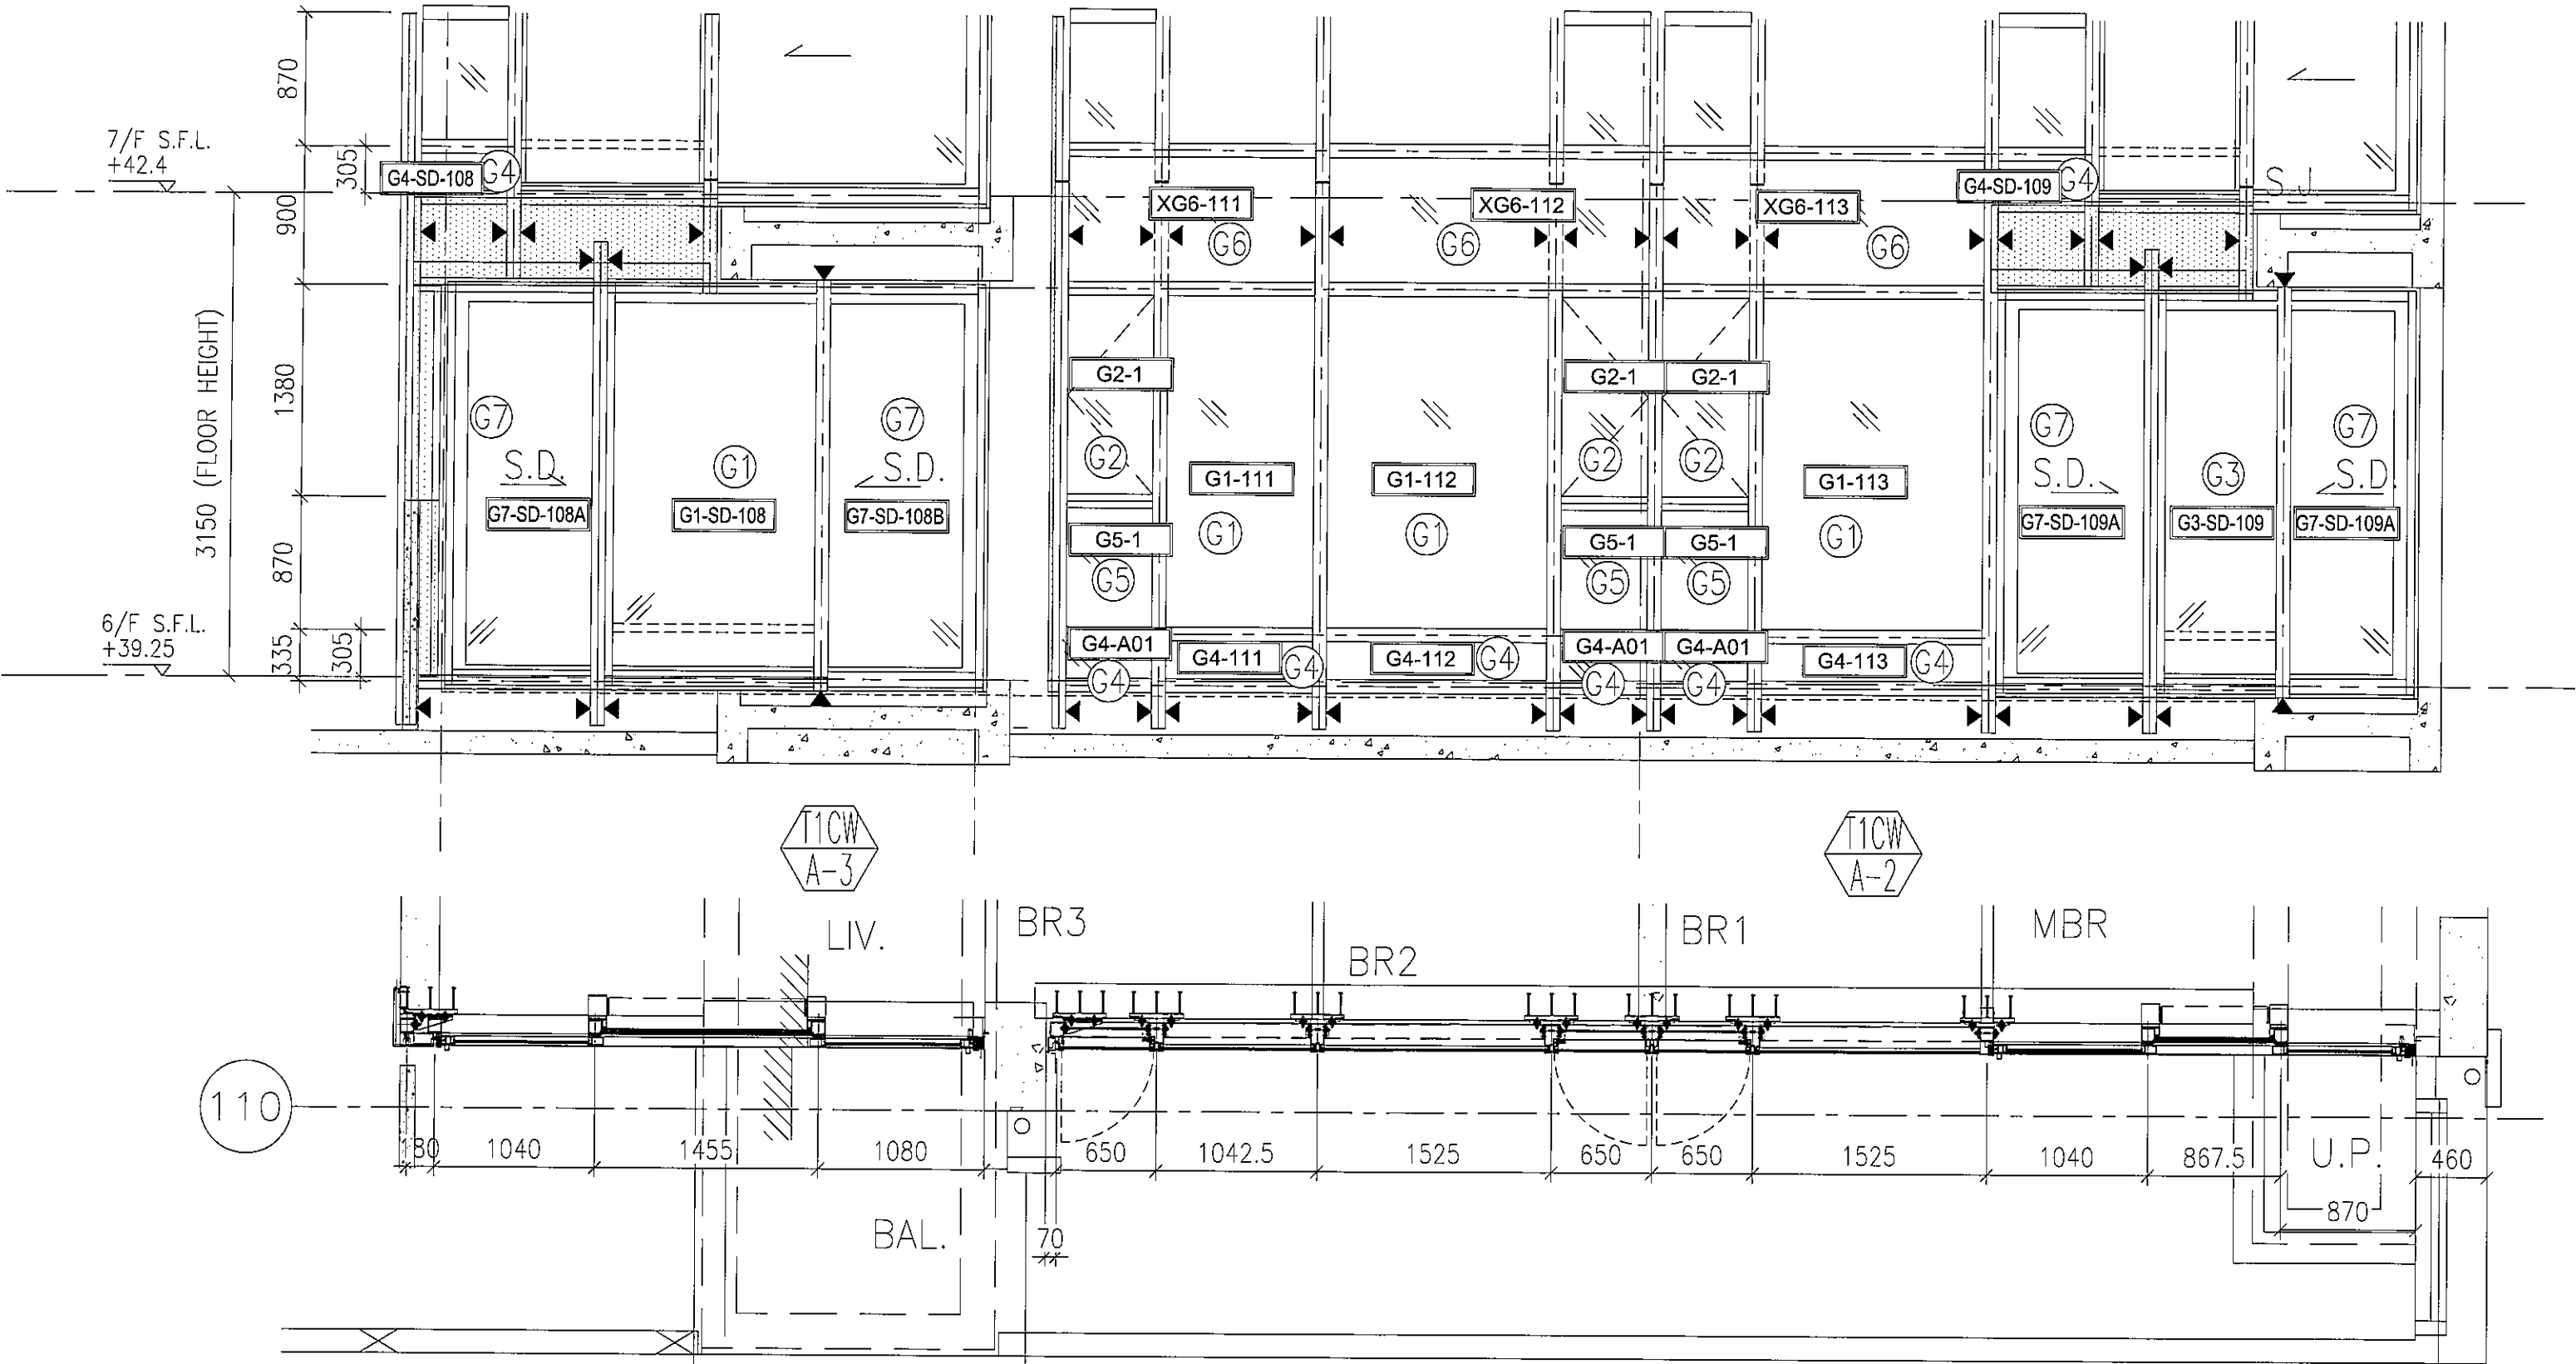 870
7/F S.F.L.
+42.4
305
G4-SD-108
G4
900
XG6-111
G6
XG6-112
G6
XG6-113
G6
G4-SD-109
G4
3150 (FLOOR HEIGHT)
1380
G7
S.D.
G7-SD-108A
G1
G1-SD-108
G7
S.D.
G7-SD-108B
G2-1
G2-1
G2-1
G2
G2
G2
G1-111
G1-112
G1-113
G1
G1
G1
G5-1
G5-1
G5-1
G5
G5
G5
G7
S.D.
G7-SD-109A
G3
G3-SD-109
G7
S.D.
G7-SD-109A
870
6/F S.F.L.
+39.25
335
305
G4-A01
G4
G4-111
G4
G4-112
G4
G4-A01
G4-A01
G4
G4
G4-113
G4
T1CW
A-3
T1CW
A-2
LIV.
BR3
BR2
BR1
MBR
110
180
1040
1455
1080
650
1042.5
1525
650
650
1525
1040
867.5
U.P.
460
870
BAL.
70